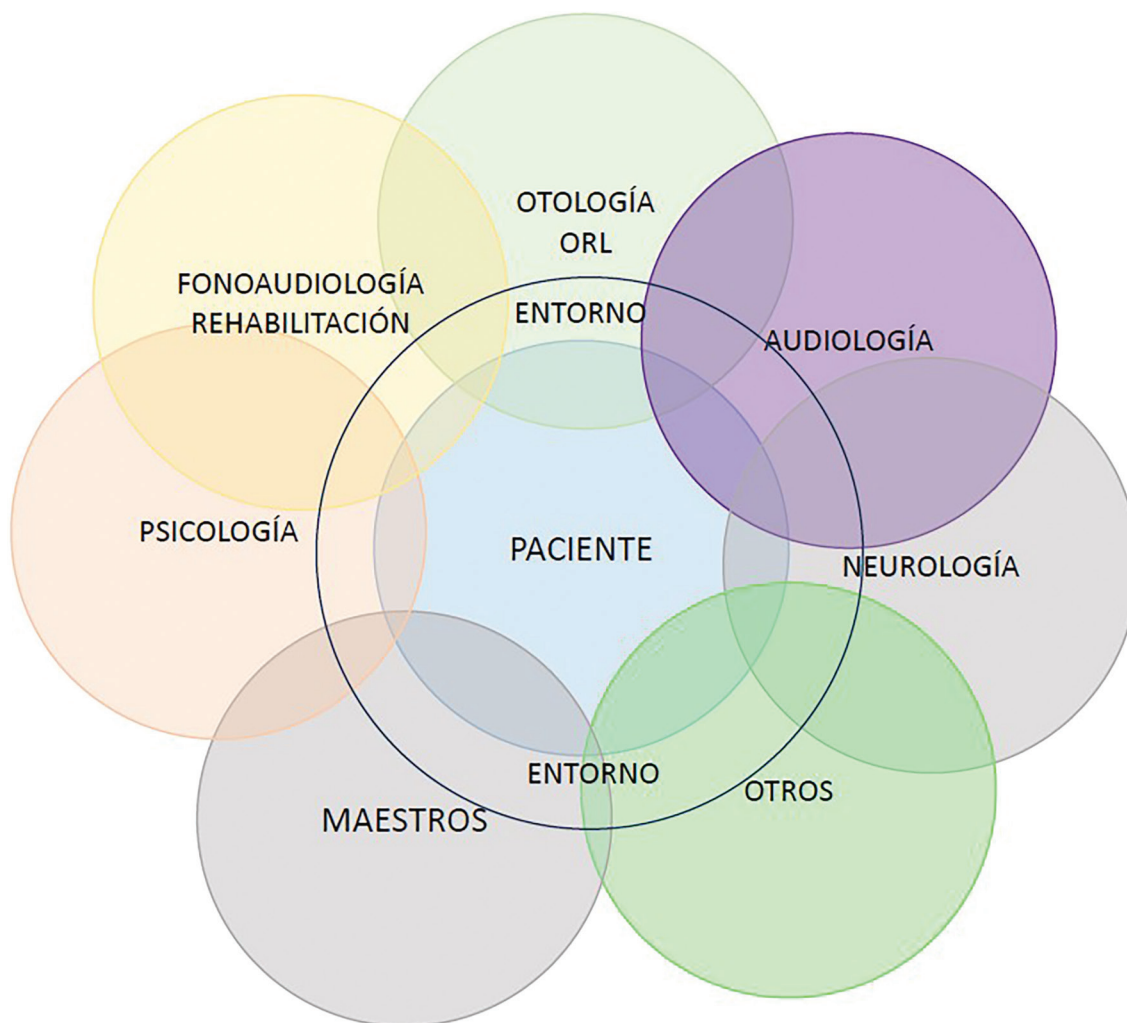 OTOLOGÍA
ORL
FONOAUDIOLOGÍA
REHABILITACIÓN
ENTORNO
AUDIOLOGÍA
PSICOLOGÍA
PACIENTE
NEUROLOGÍA
ENTORNO
OTROS
MAESTROS